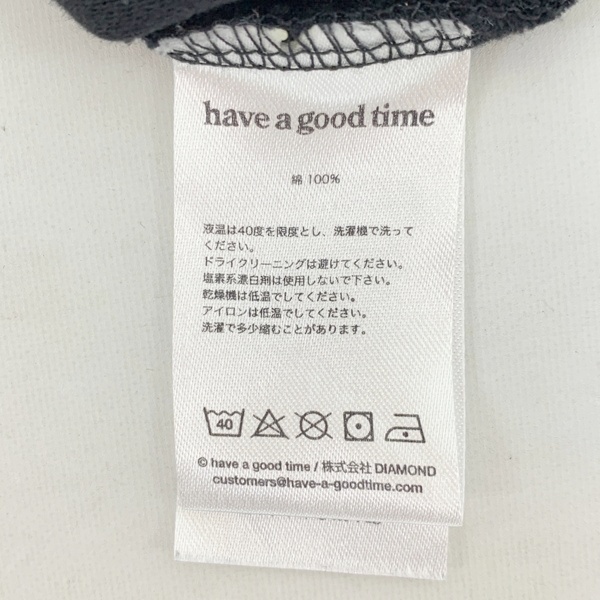 have a good time
綿 100%
液温は40度を限度とし、洗濯機で洗って
ください。
ドライクリーニングは避けてください。
塩素系漂白剤は使用しないで下さい。
乾燥機は低温でしてください。
アイロンは低温でしてください。
洗濯で多少縮むことがあります。
40
© have a good time / 株式会社 DIAMOND
customers@have-a-goodtime.com